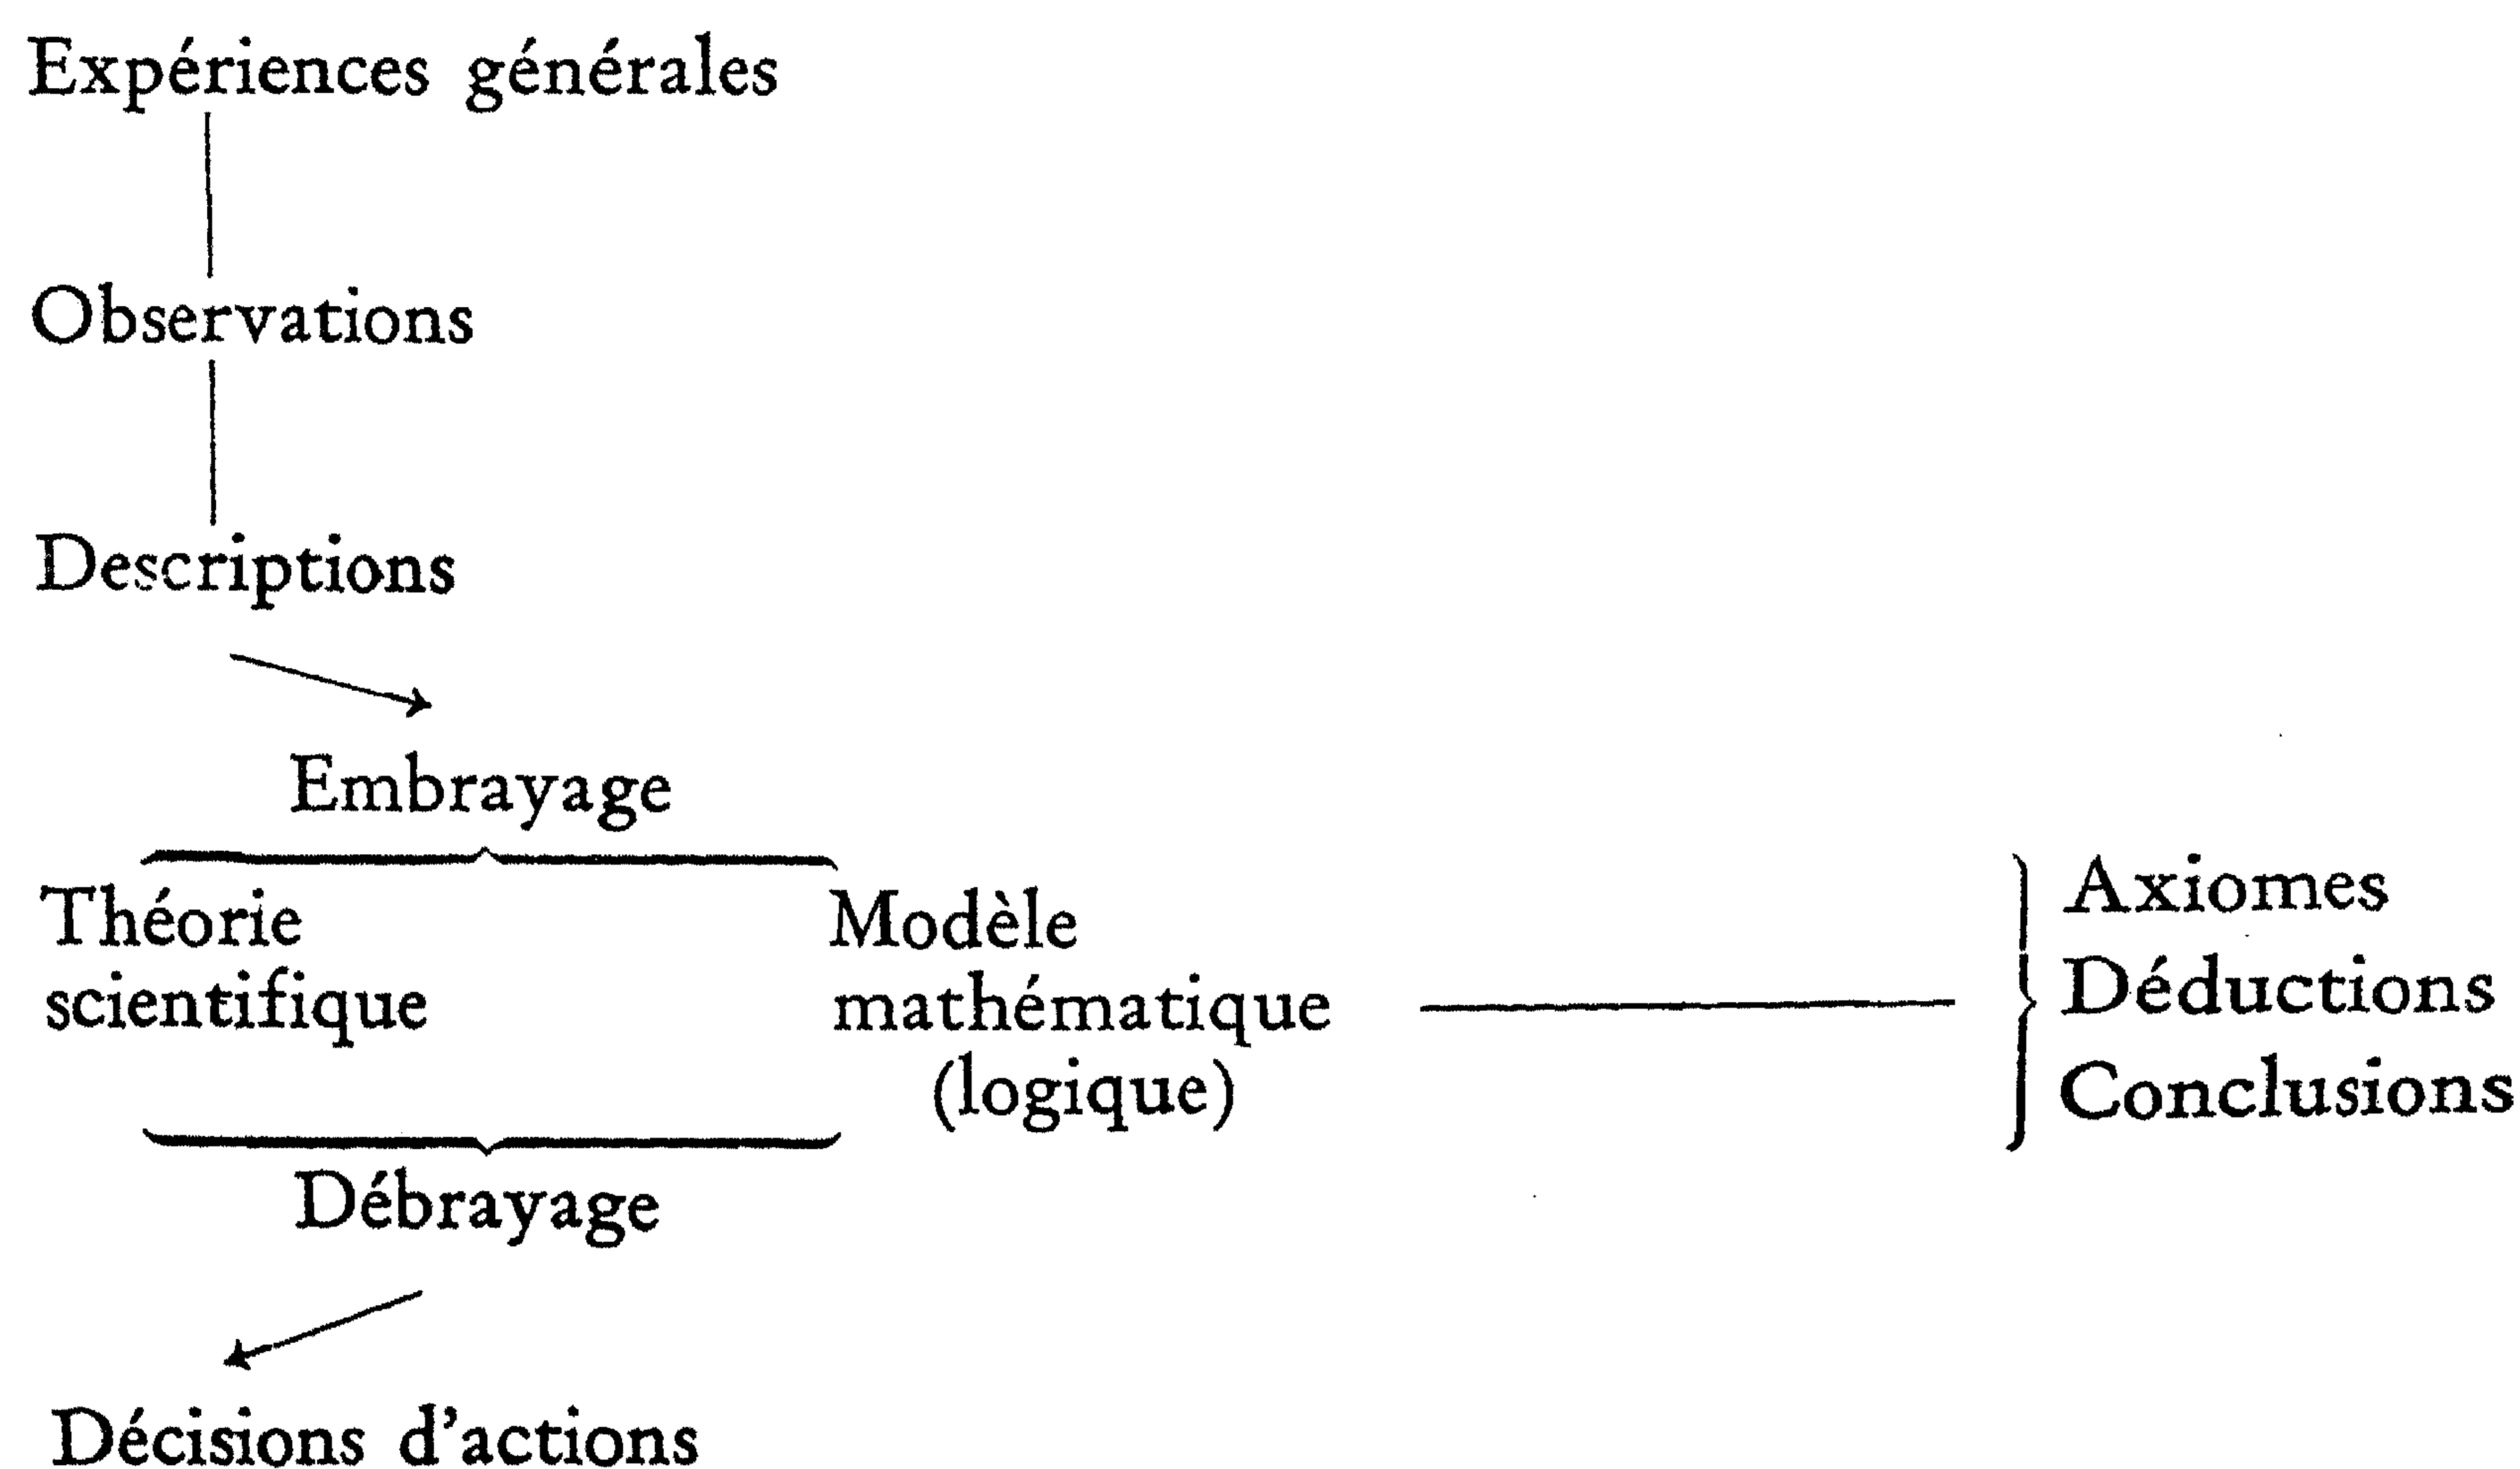 Expériences générales
Observations
Descriptions
Embrayage
Théorie
scientifique
Modèle
mathématique
(logique)
Axiomes
Déductions
Conclusions
Débrayage
Décisions d'actions